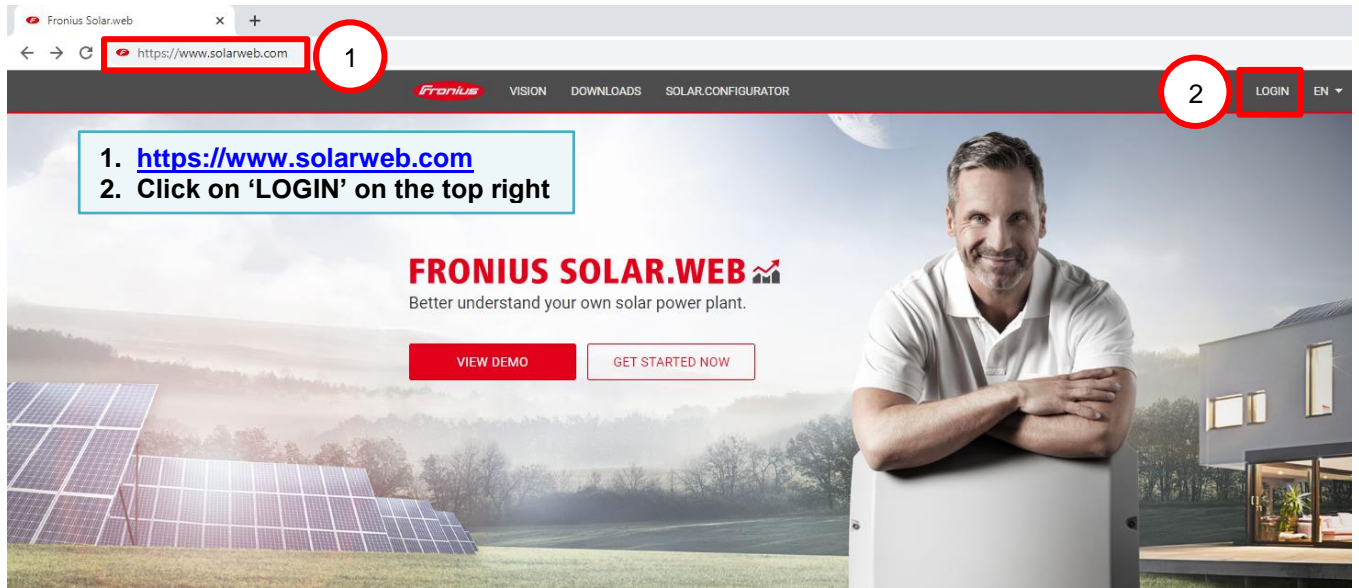 Fronius Solar.web
https://www.solarweb.com
1
Fronius VISION DOWNLOADS SOLAR.CONFIGURATOR
2
LOGIN EN
1. https://www.solarweb.com
2. Click on ‘LOGIN’ on the top right
FRONIUS SOLAR.WEB
Better understand your own solar power plant.
VIEW DEMO
GET STARTED NOW